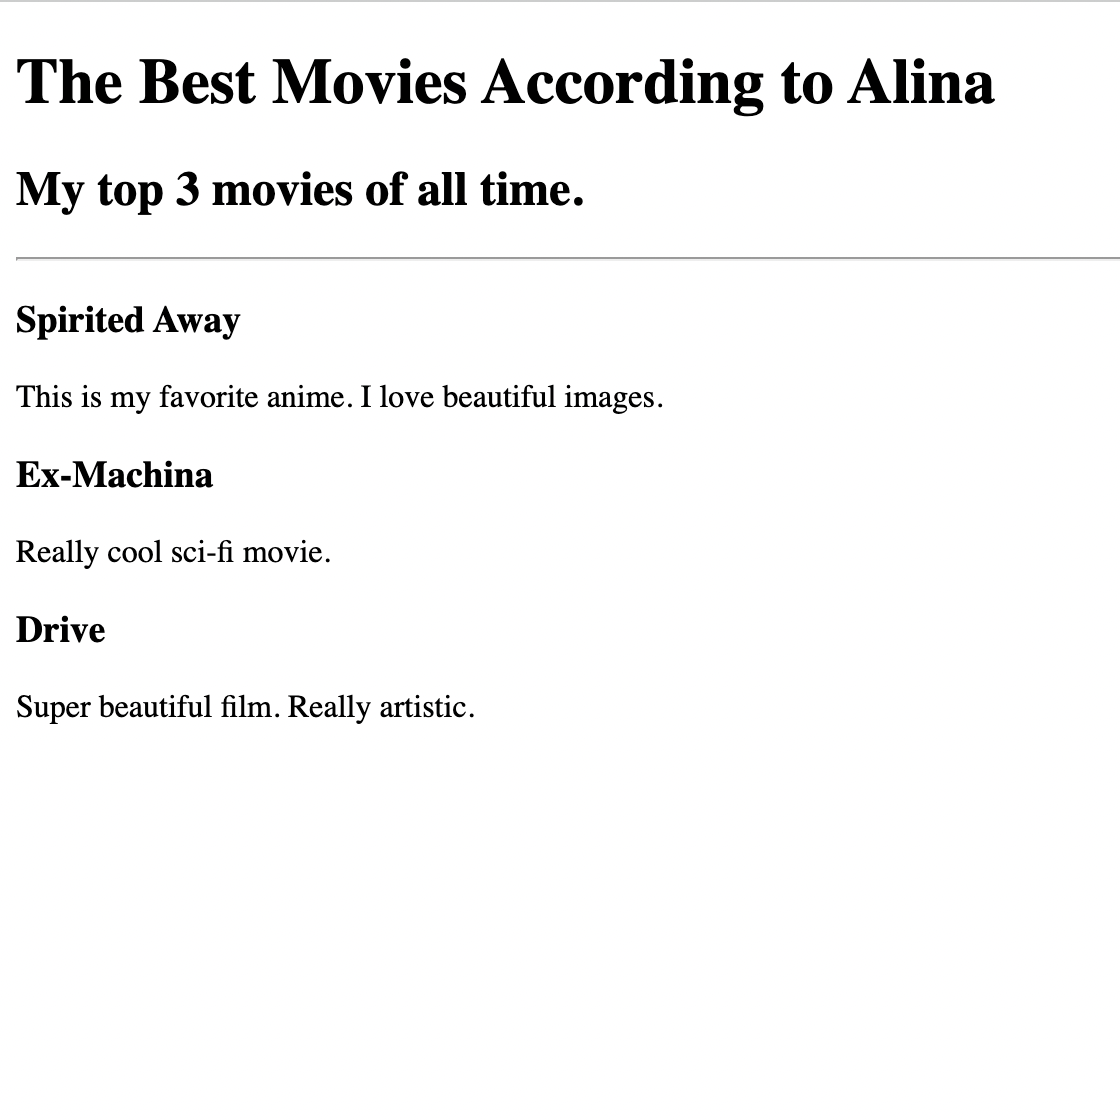 The Best Movies According to Alina
My top 3 movies of all time.
Spirited Away
This is my favorite anime. I love beautiful images.
Ex-Machina
Really cool sci-fi movie.
Drive
Super beautiful film. Really artistic.